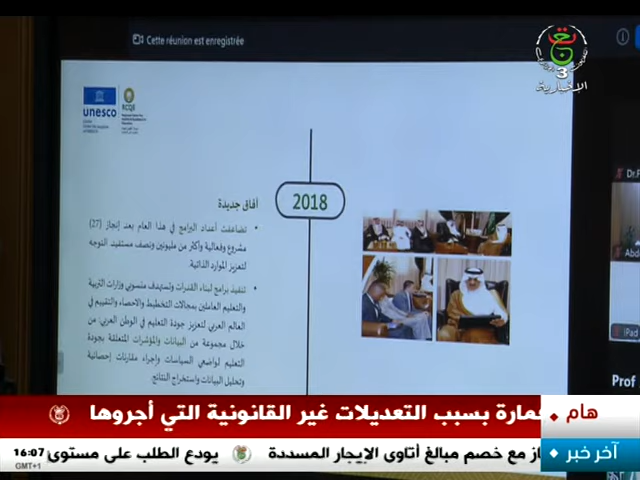 Cette réunion est enregistrée
3
الإخبارية
unesco
RCQE
2018
آفاق جديدة
تضاعفت أعداد البرامج في هذا العام بعد إنجاز (27)
مشروع وفعالية وأكثر من مليونين ونصف مستفيد التوجه
لتعزيز الموارد الذاتية.
تنفيذ برامج لبناء القدرات وتستهدف منسوبي وزارات التربية
والتعليم العاملين بمجالات التخطيط والاحصاء والتقييم في
العالم العربي لتعزيز جودة التعليم في الوطن العربي؛ من
خلال مجموعة من البيانات والمؤشرات المتعلقة بجودة
التعليم لواضعي السياسات وإجراء مقارنات إحصائية
وتحليل البيانات واستخراج النتائج.
Dr.F
Abd
iPad
Prof
هام
عمارة بسبب التعديلات غير القانونية التي أجروها
آخر خبر
از مع خصم مبالغ أتاوى الإيجار المسددة
يودع الطلب على مستوى
16:07
GMT+1